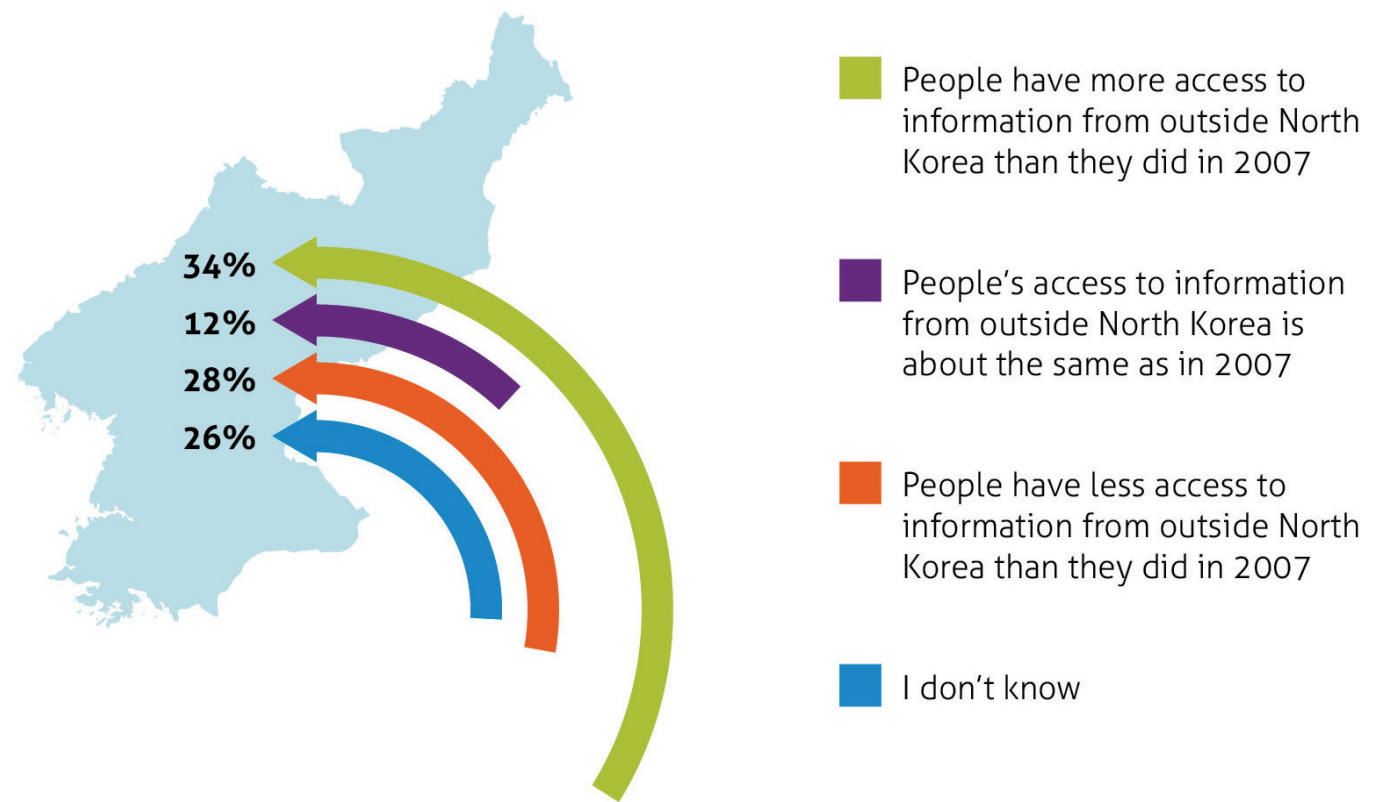 34%
12%
28%
26%
People have more access to
information from outside North
Korea than they did in 2007
People’s access to information
from outside North Korea is
about the same as in 2007
People have less access to
information from outside North
Korea than they did in 2007
I don’t know